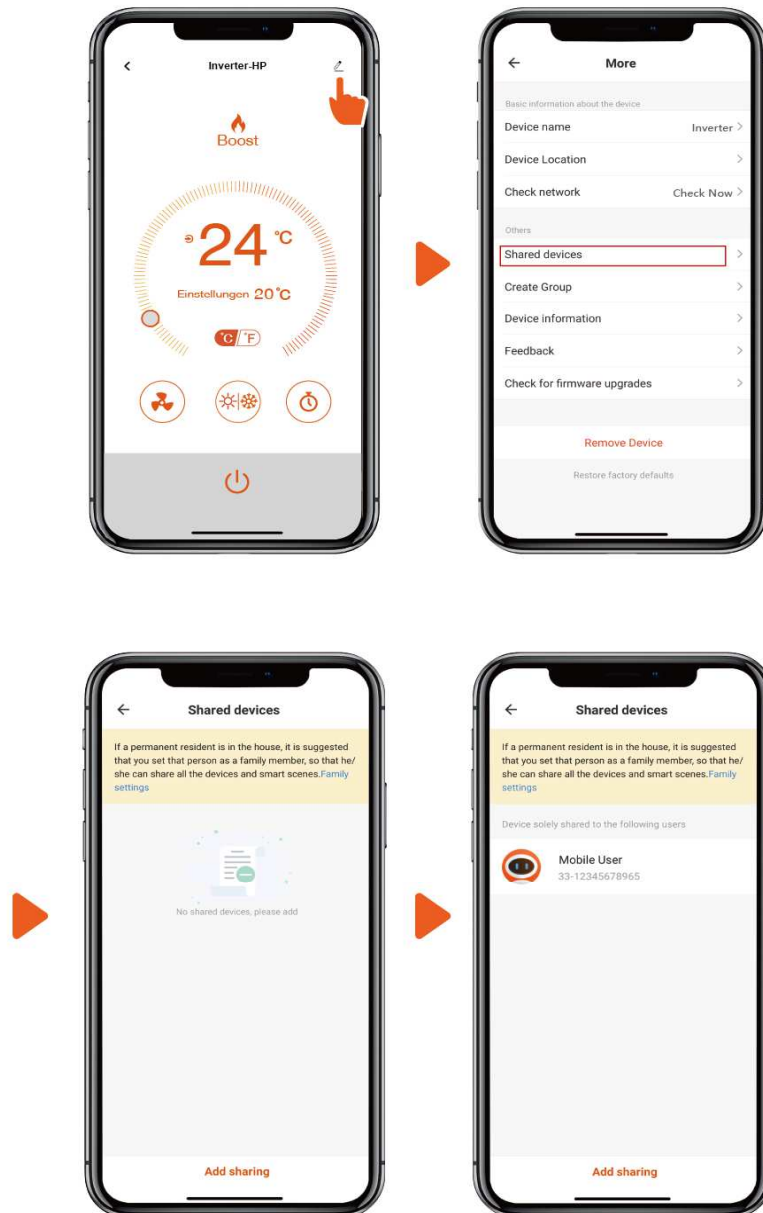 Inverter-HP
Boost
24 °C
Einstellungen 20°C
°C/°F
More
Basic information about the device
Device name Inverter
Device Location
Check network Check Now
Others
Shared devices
Create Group
Device information
Feedback
Check for firmware upgrades
Remove Device
Restore factory defaults
Shared devices
If a permanent resident is in the house, it is suggested
that you set that person as a family member, so that he/
she can share all the devices and smart scenes.Family
settings
No shared devices, please add
Add sharing
Shared devices
If a permanent resident is in the house, it is suggested
that you set that person as a family member, so that he/
she can share all the devices and smart scenes.Family
settings
Device solely shared to the following users
Mobile User
33-12345678965
Add sharing